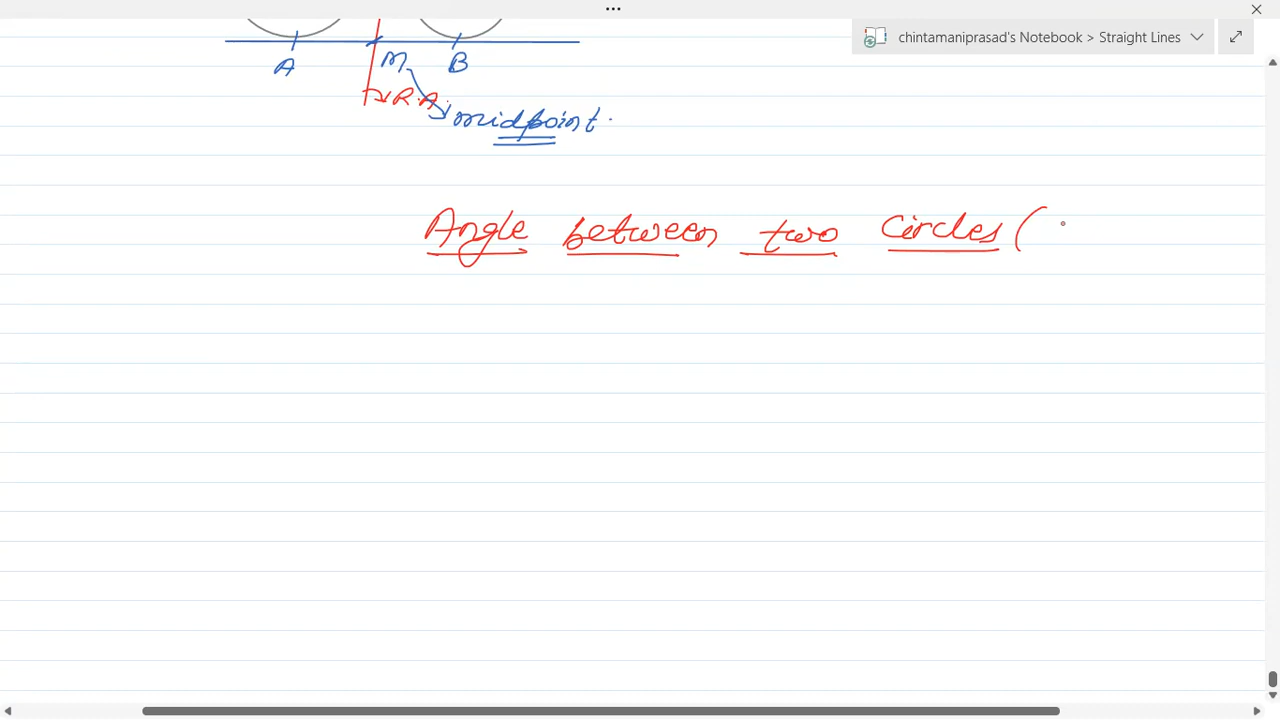 ...
chintamaniprasad's Notebook > Straight Lines
A M B
R.A.
midpoint.
Angle between two Circles (